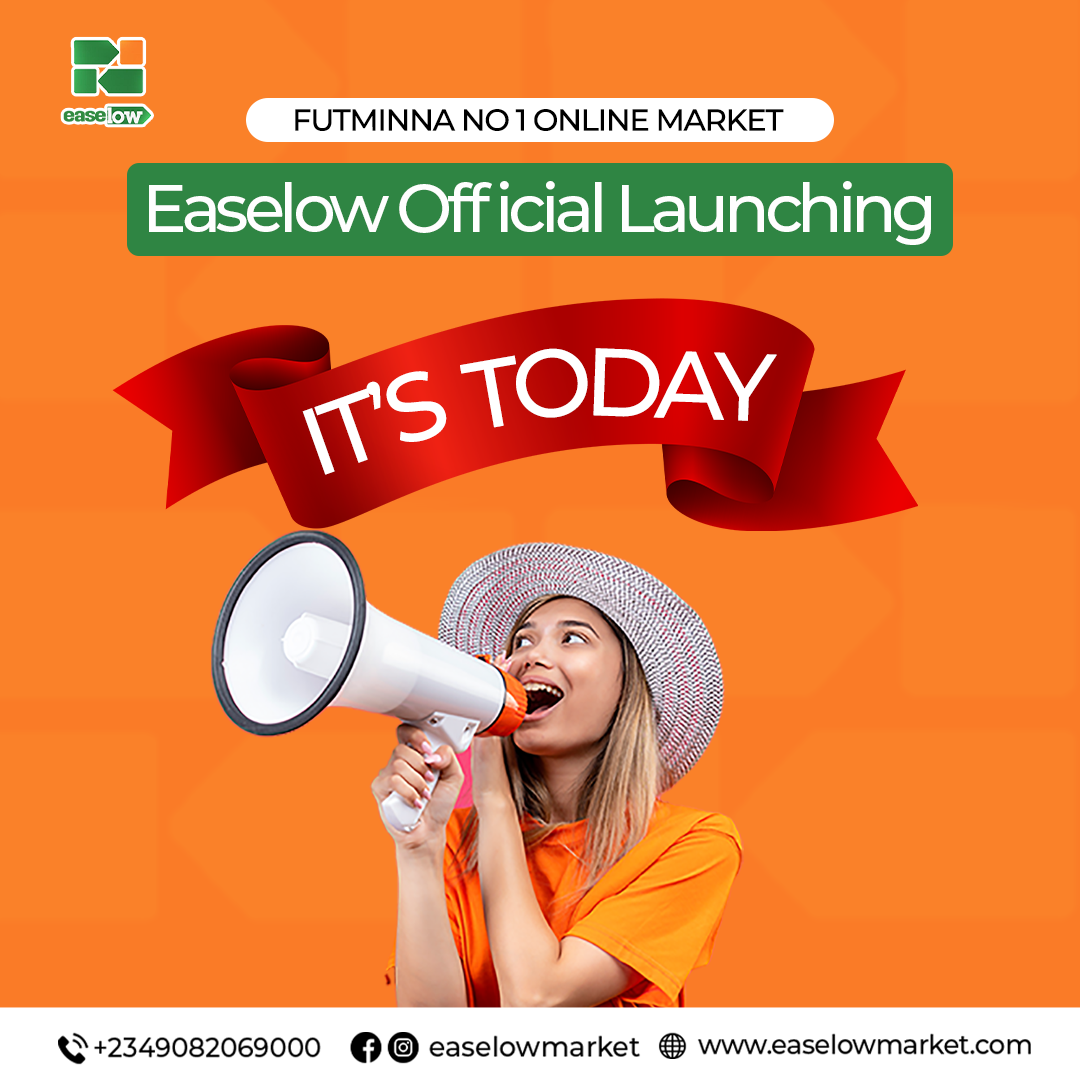 easelow
FUTMINNA NO 1 ONLINE MARKET
Easelow Official Launching
IT'S TODAY
+2349082069000 easelowmarket www.easelowmarket.com